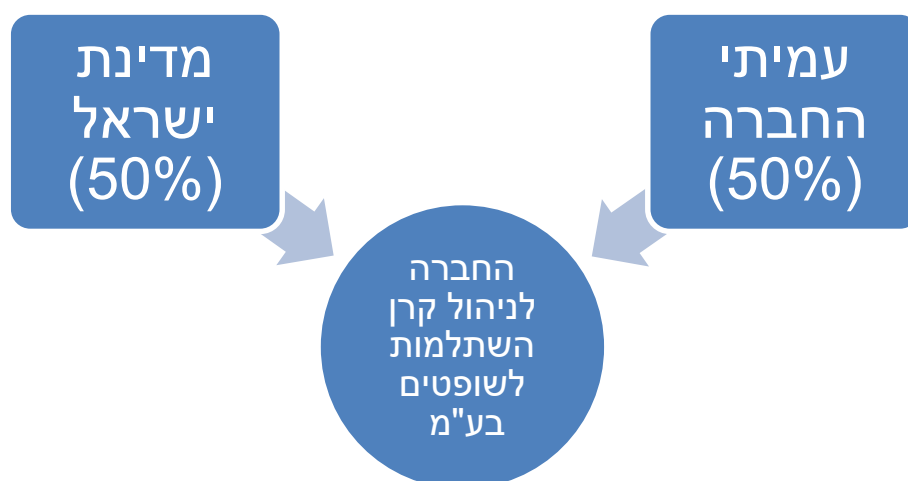 עמיתי
החברה
(50%)
מדינת
ישראל
(50%)
החברה
לניהול קרן
השתלמות
לשופטים
בע"מ